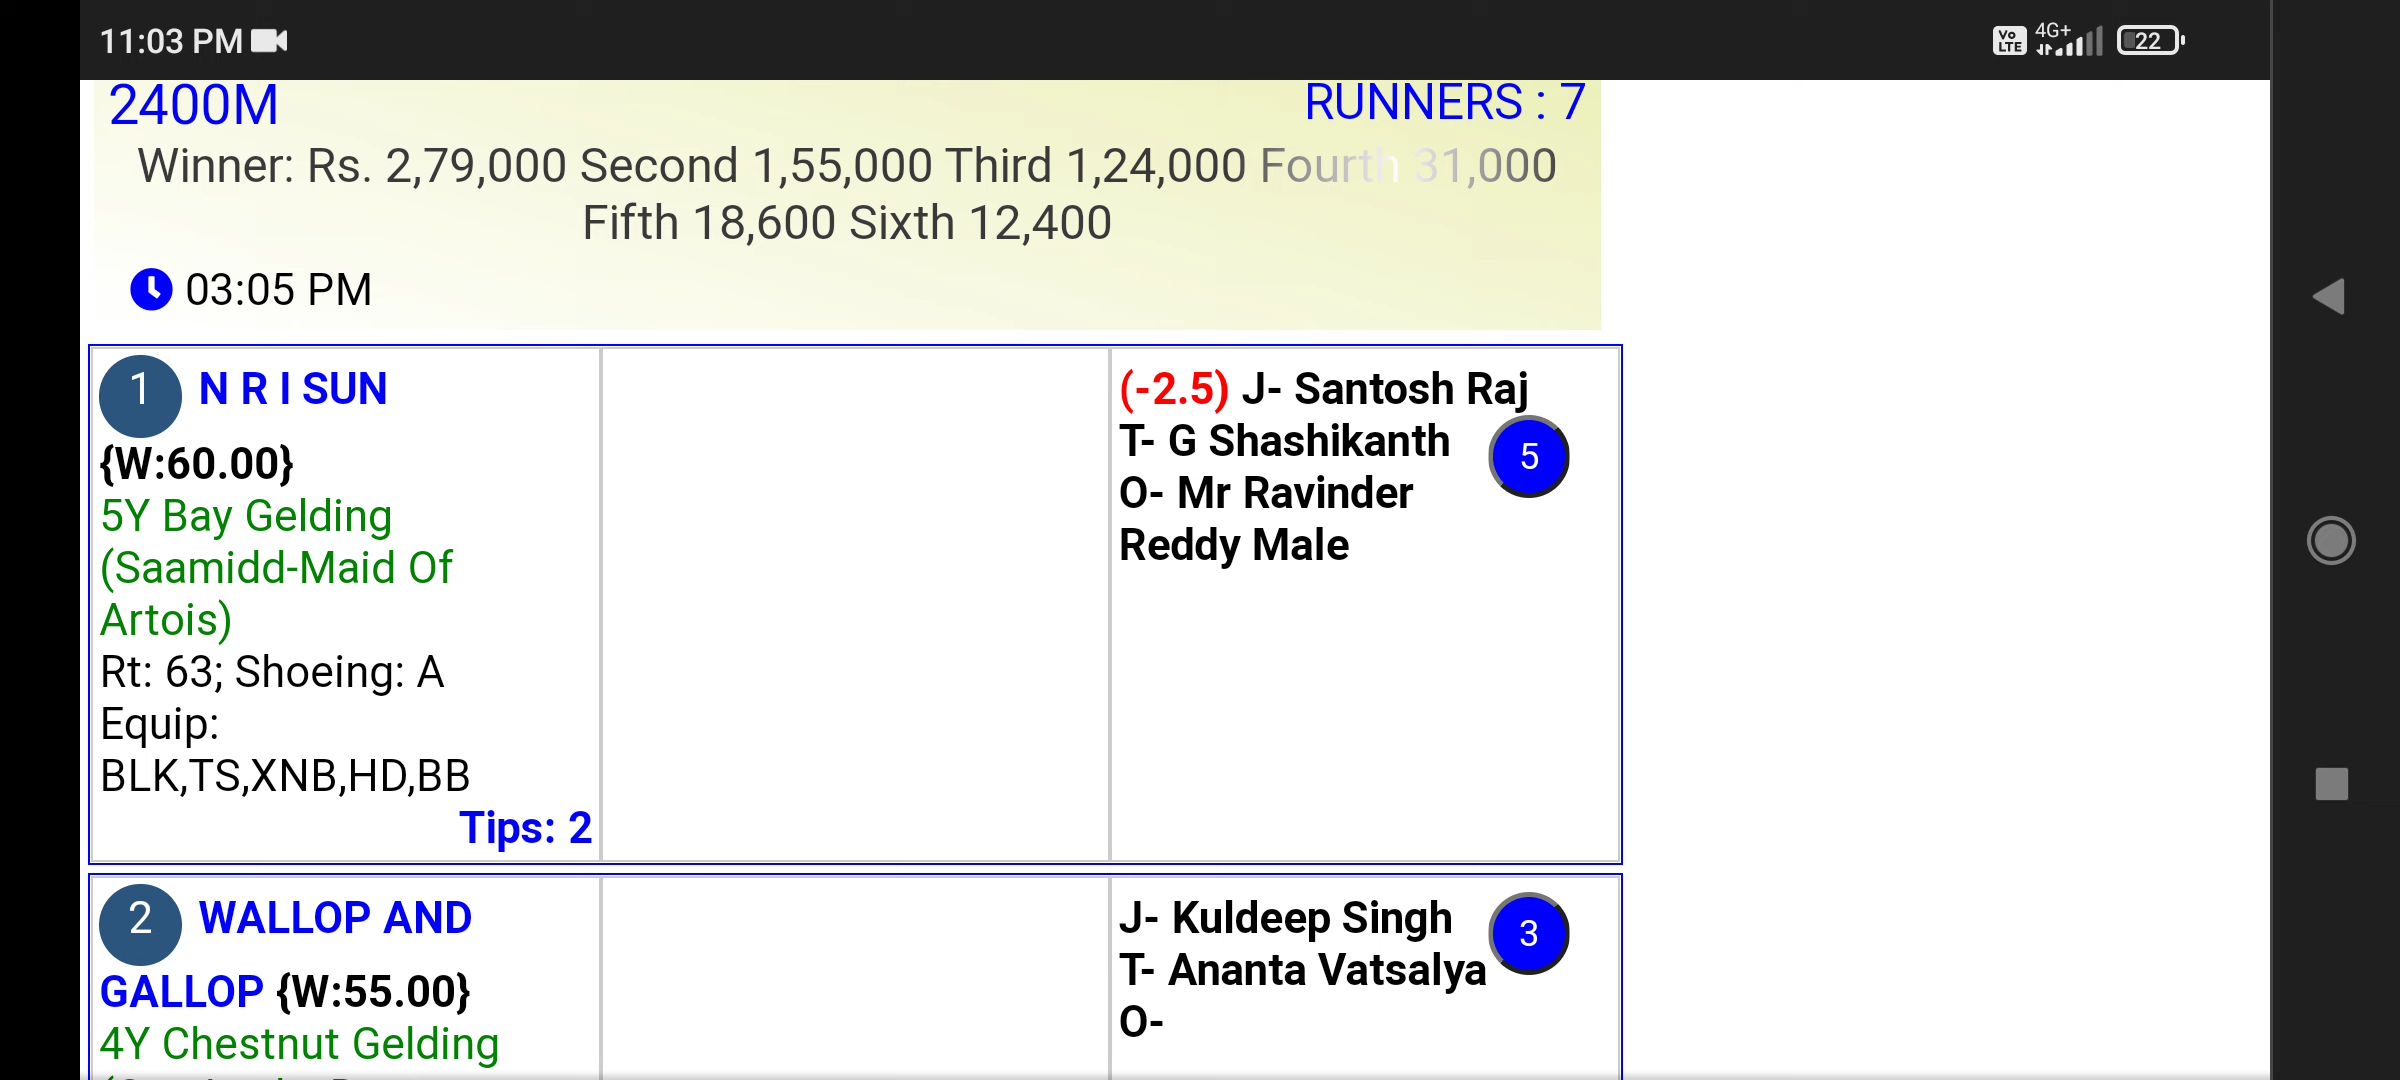 11:03 PM
Vo LTE 4G+ 22
2400M RUNNERS : 7
Winner: Rs. 2,79,000 Second 1,55,000 Third 1,24,000 Fourth 31,000
Fifth 18,600 Sixth 12,400
03:05 PM
1 N R I SUN
{W:60.00}
5Y Bay Gelding
(Saamidd-Maid Of
Artois)
Rt: 63; Shoeing: A
Equip:
BLK,TS,XNB,HD,BB
Tips: 2
(-2.5) J- Santosh Raj
T- G Shashikanth
5
O- Mr Ravinder
Reddy Male
2 WALLOP AND
GALLOP {W:55.00}
4Y Chestnut Gelding
J- Kuldeep Singh
3
T- Ananta Vatsalya
O-